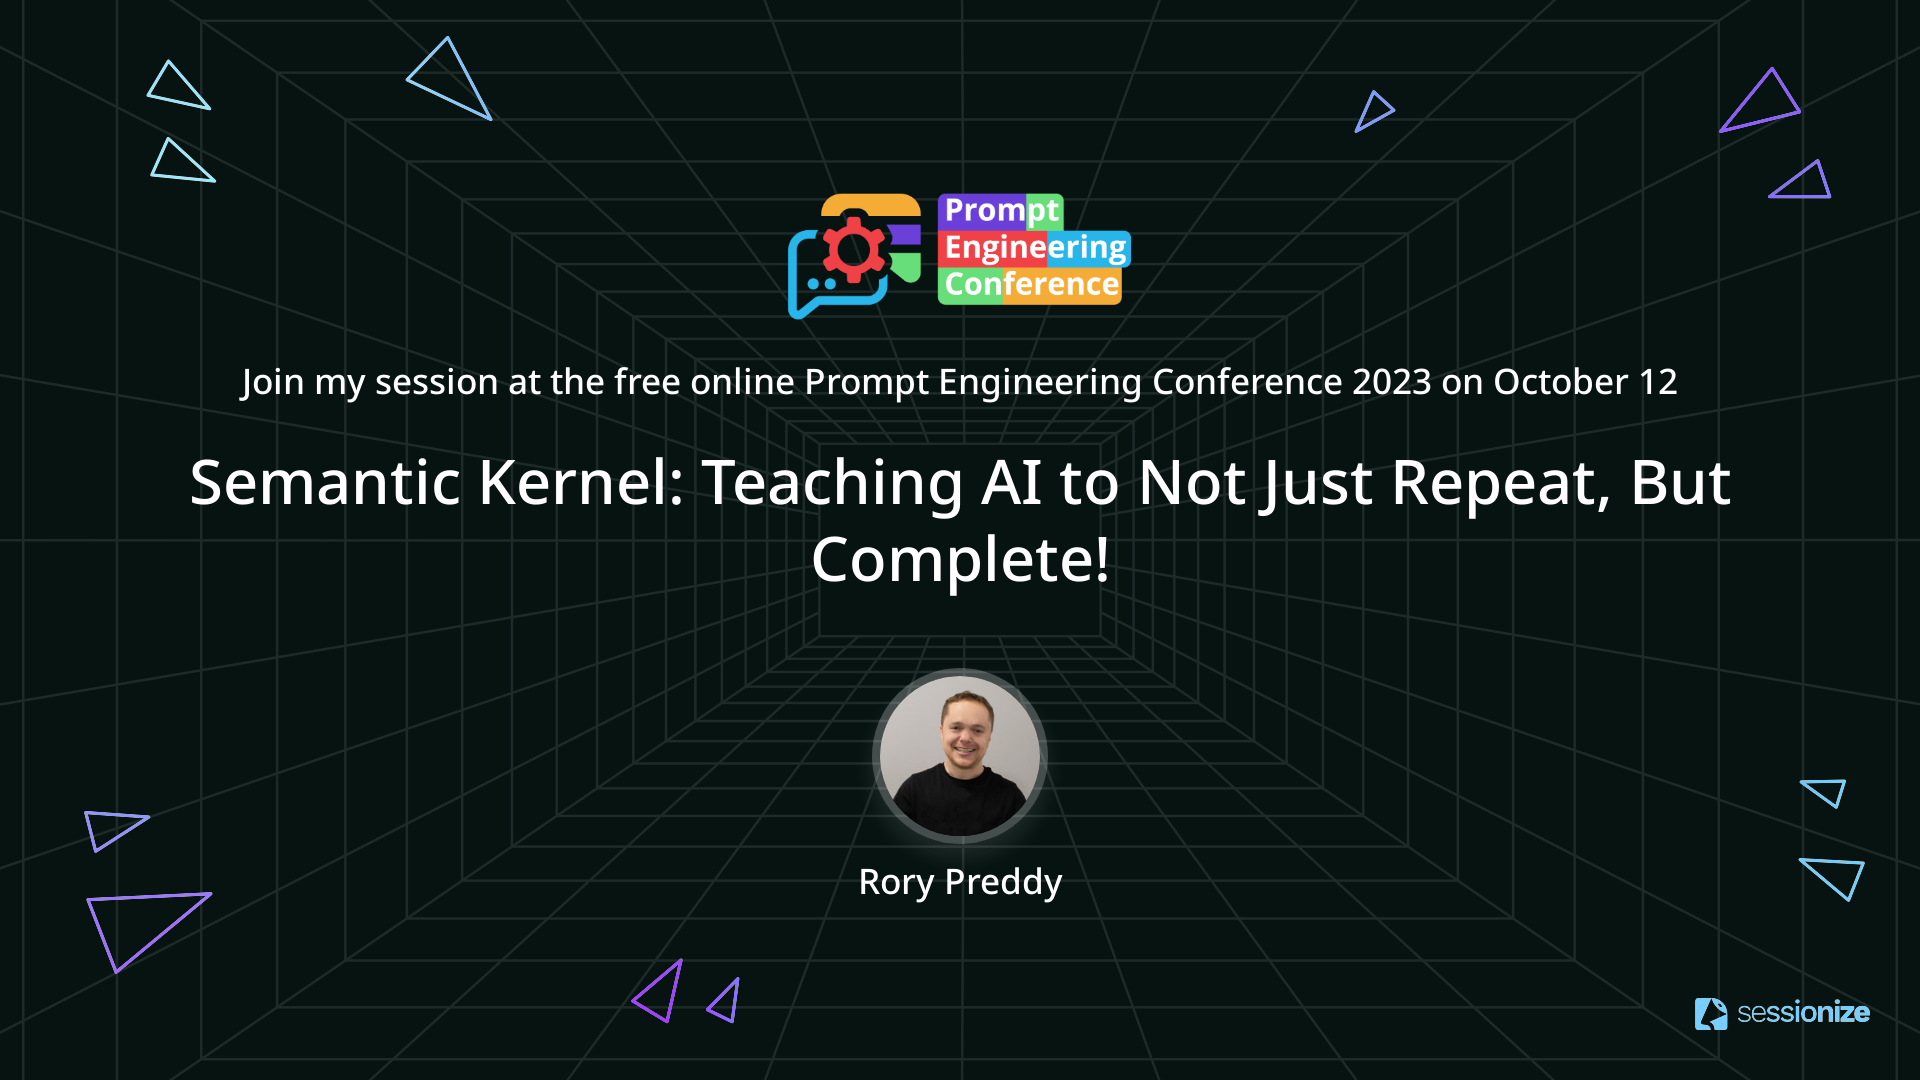 Prompt
Engineering
Conference
Join my session at the free online Prompt Engineering Conference 2023 on October 12
Semantic Kernel: Teaching AI to Not Just Repeat, But
Complete!
Rory Preddy
sessionize